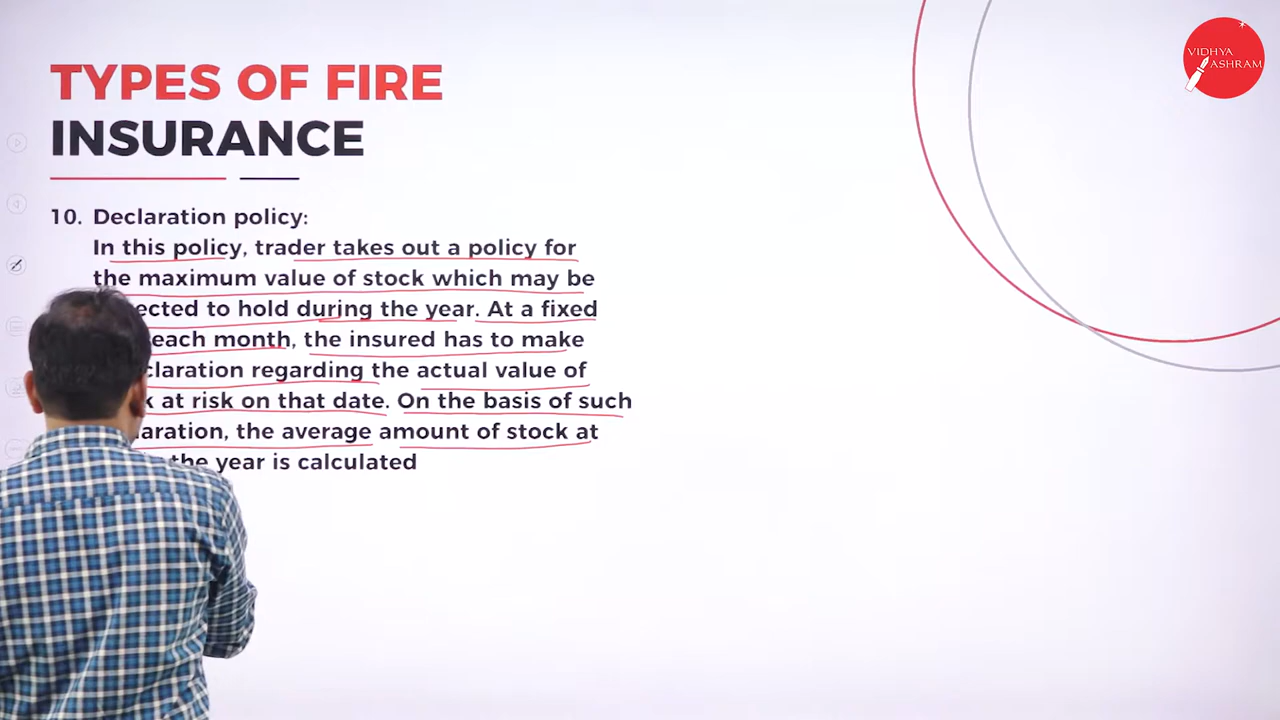 TYPES OF FIRE
INSURANCE
VIDHYA
ASHRAM
10. Declaration policy:
In this policy, trader takes out a policy for
the maximum value of stock which may be
ected to hold during the year. At a fixed
each month, the insured has to make
claration regarding the actual value of
k at risk on that date. On the basis of such
laration, the average amount of stock at
the year is calculated